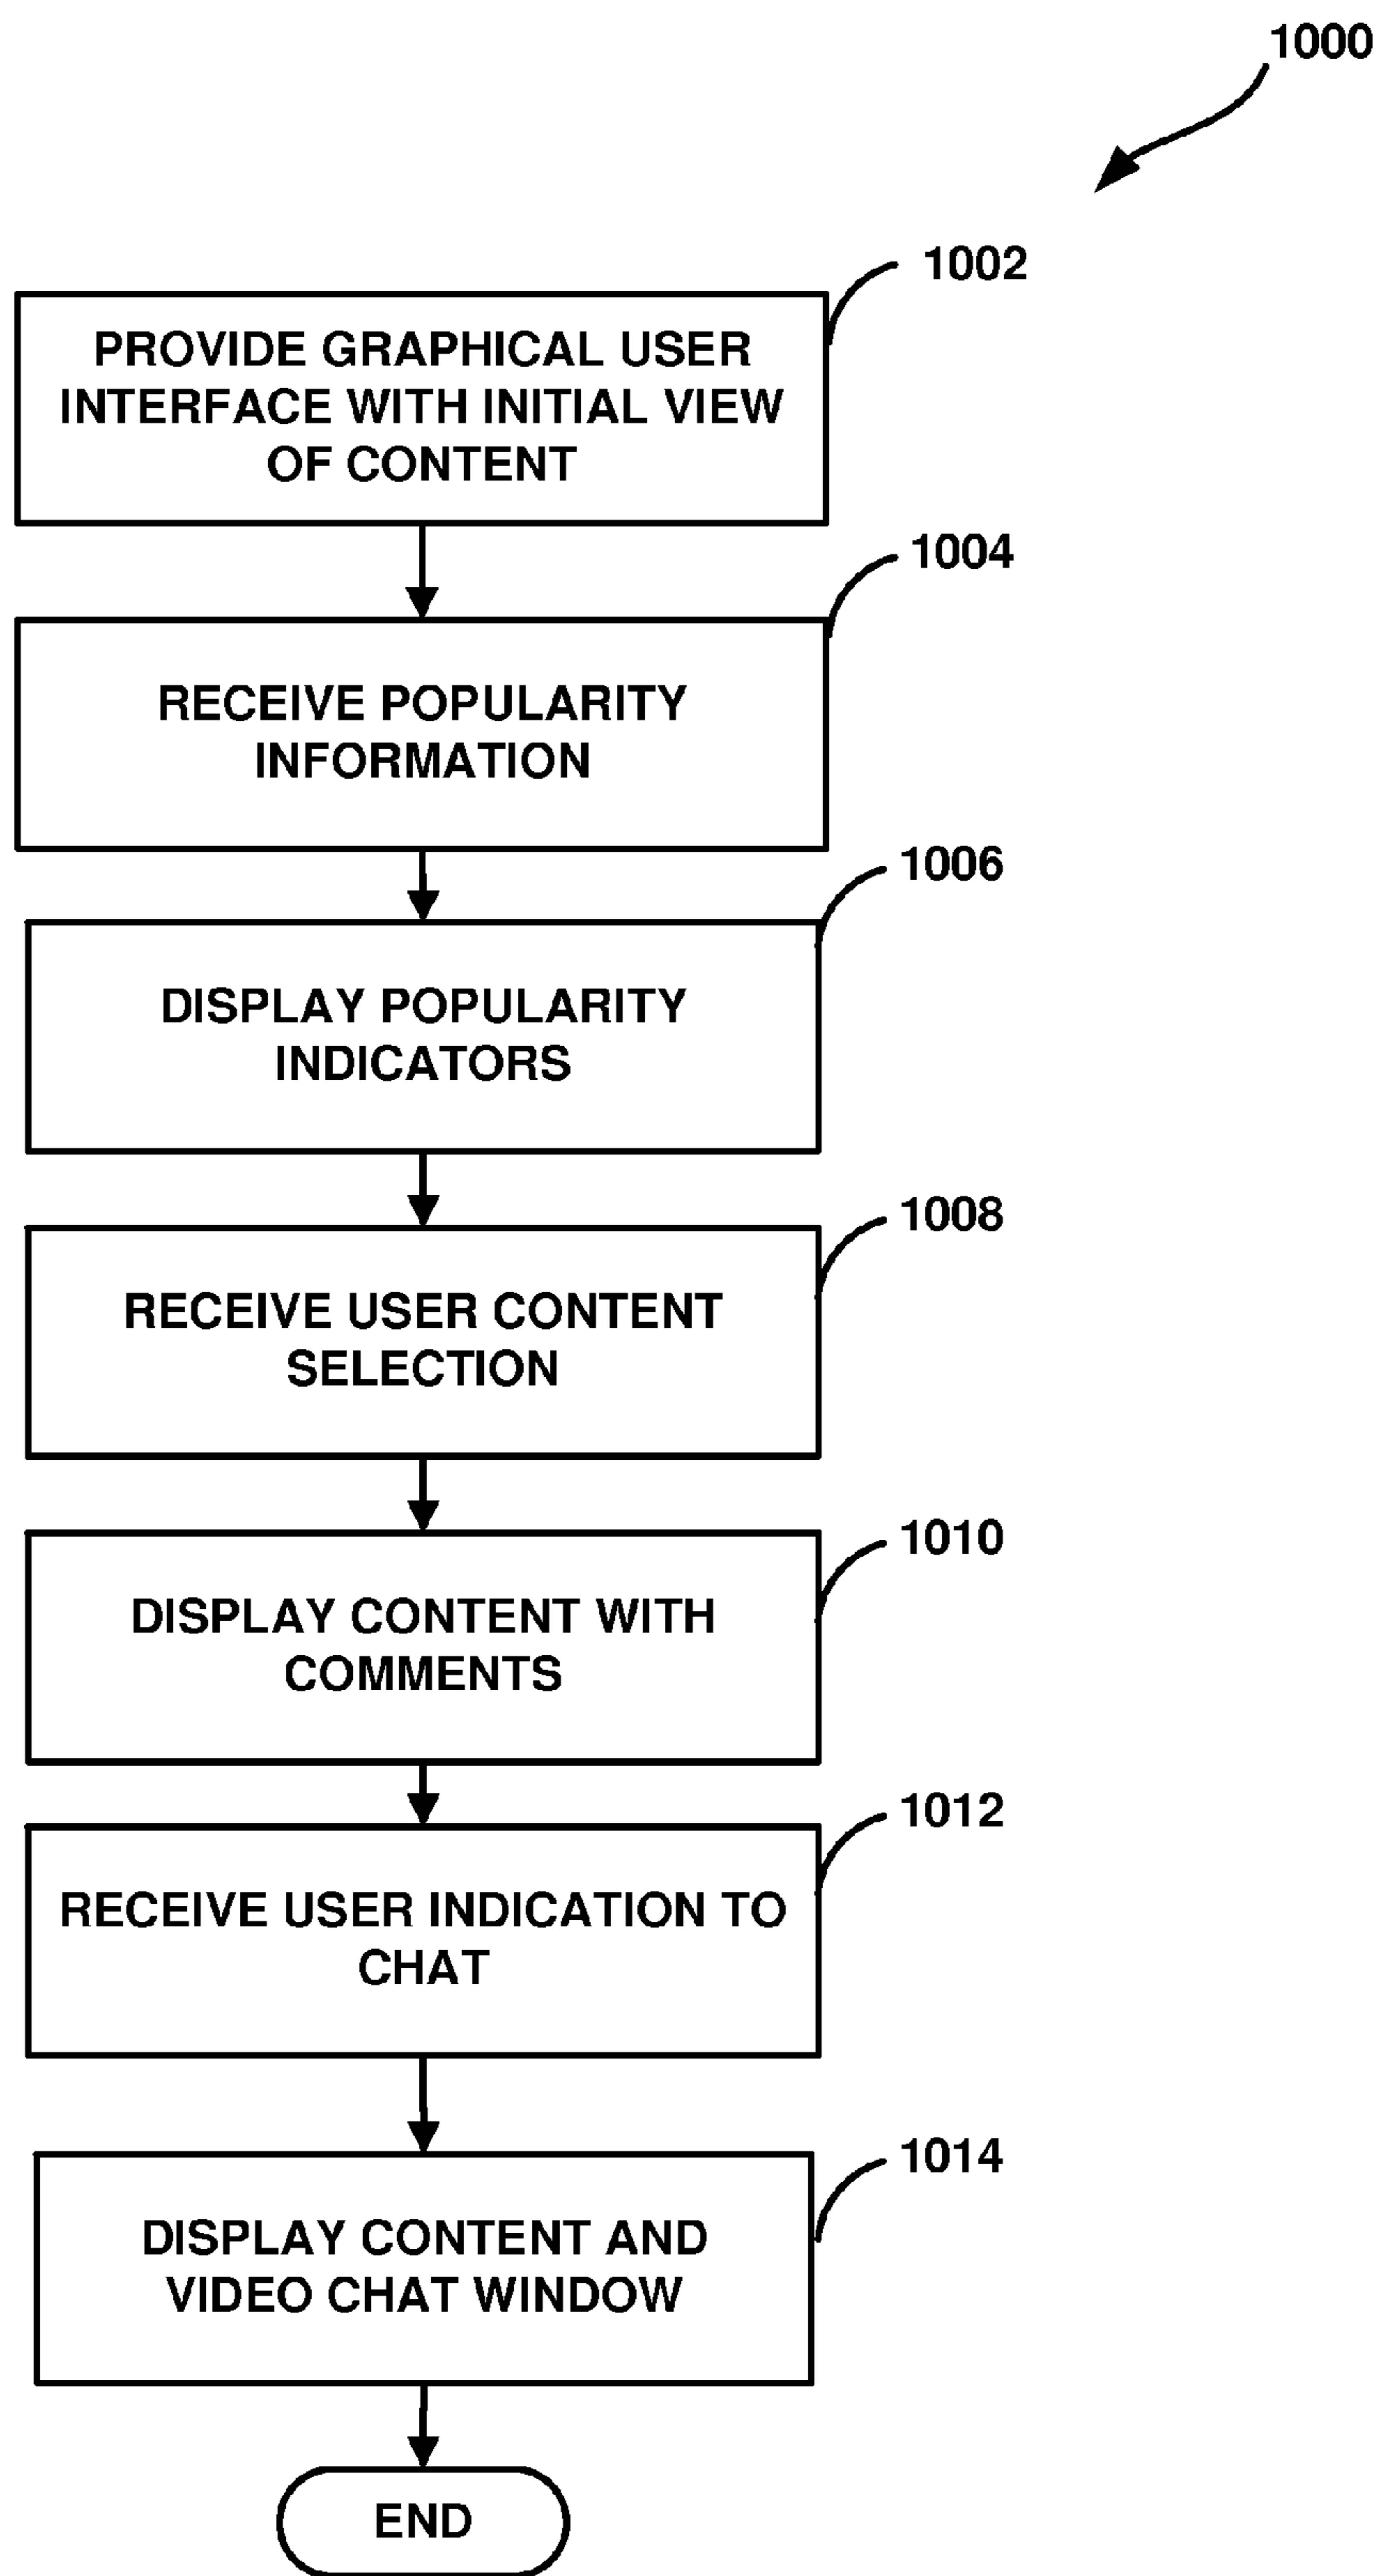 1000
1002
PROVIDE GRAPHICAL USER
INTERFACE WITH INITIAL VIEW
OF CONTENT
1004
RECEIVE POPULARITY
INFORMATION
1006
DISPLAY POPULARITY
INDICATORS
1008
RECEIVE USER CONTENT
SELECTION
1010
DISPLAY CONTENT WITH
COMMENTS
1012
RECEIVE USER INDICATION TO
CHAT
1014
DISPLAY CONTENT AND
VIDEO CHAT WINDOW
END